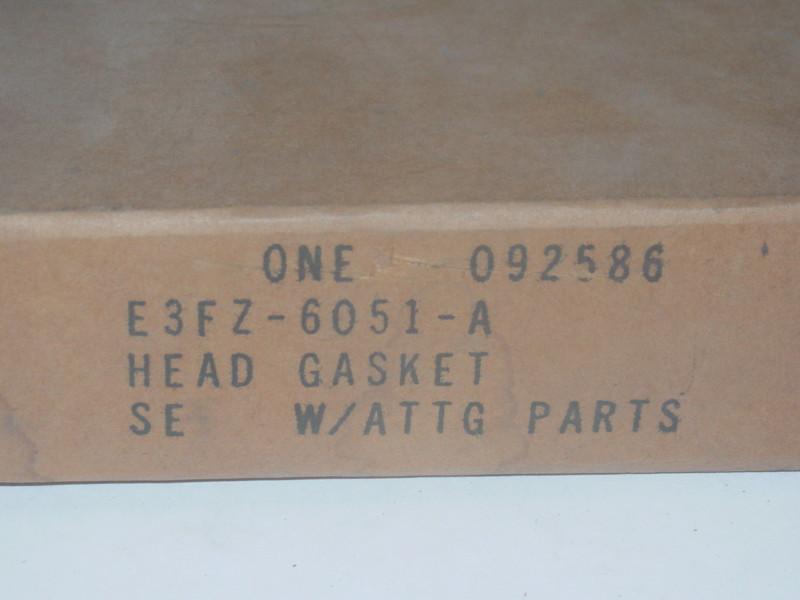 ONE 092586
E3FZ-6051-A
HEAD GASKET
SE W/ATTG PARTS